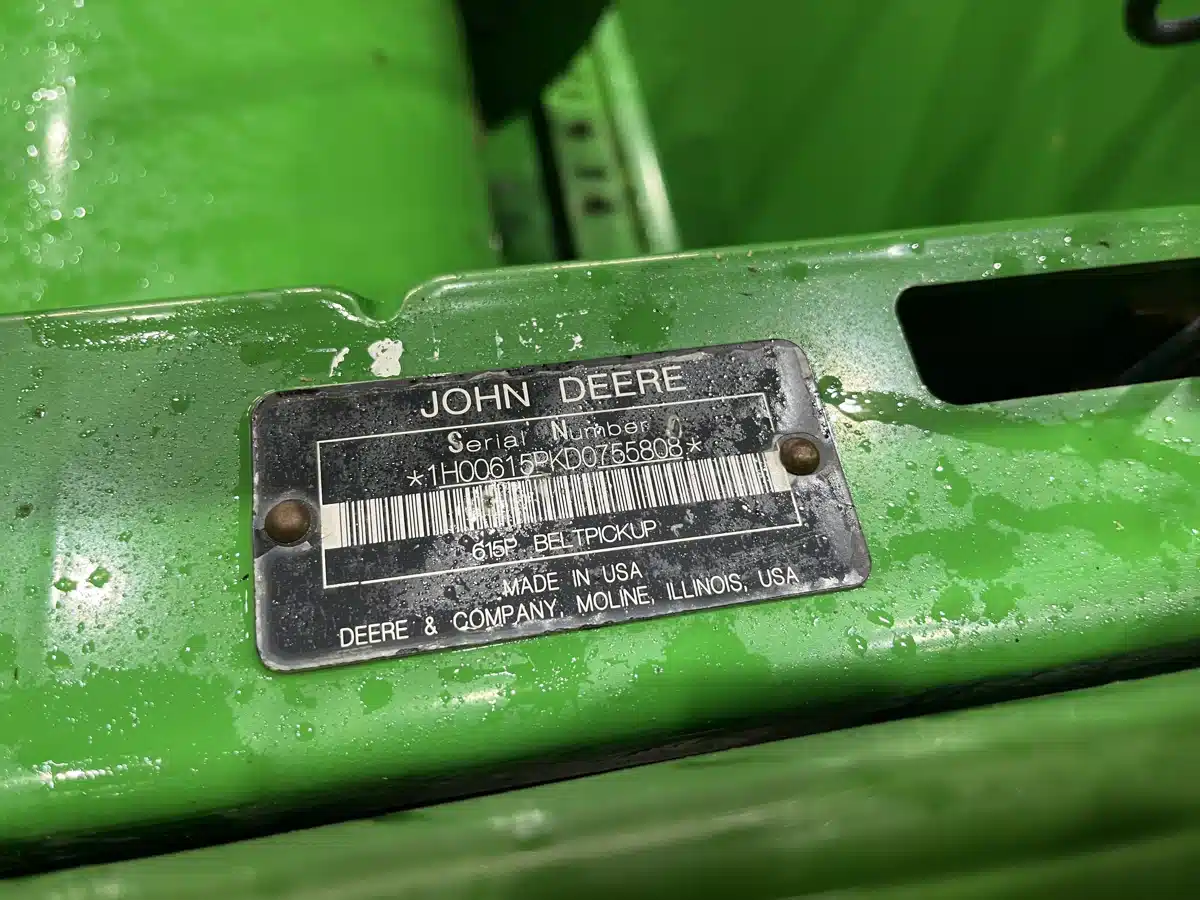 JOHN DEERE
Serial Number
*1H00615PKD0755808*
615P BELTPICKUP
MADE IN USA
DEERE & COMPANY, MOLINE, ILLINOIS, USA